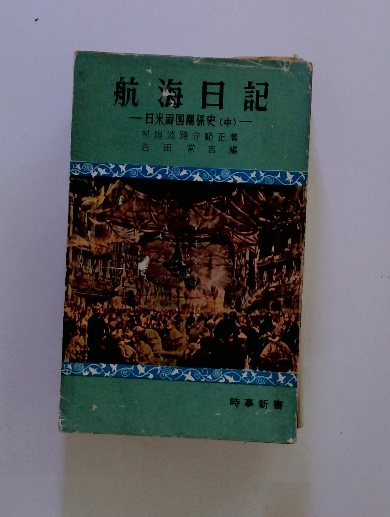 航海日記
―日米両国関係史(中)―
村垣淡路守範正著
吉田常吉編
時事新書